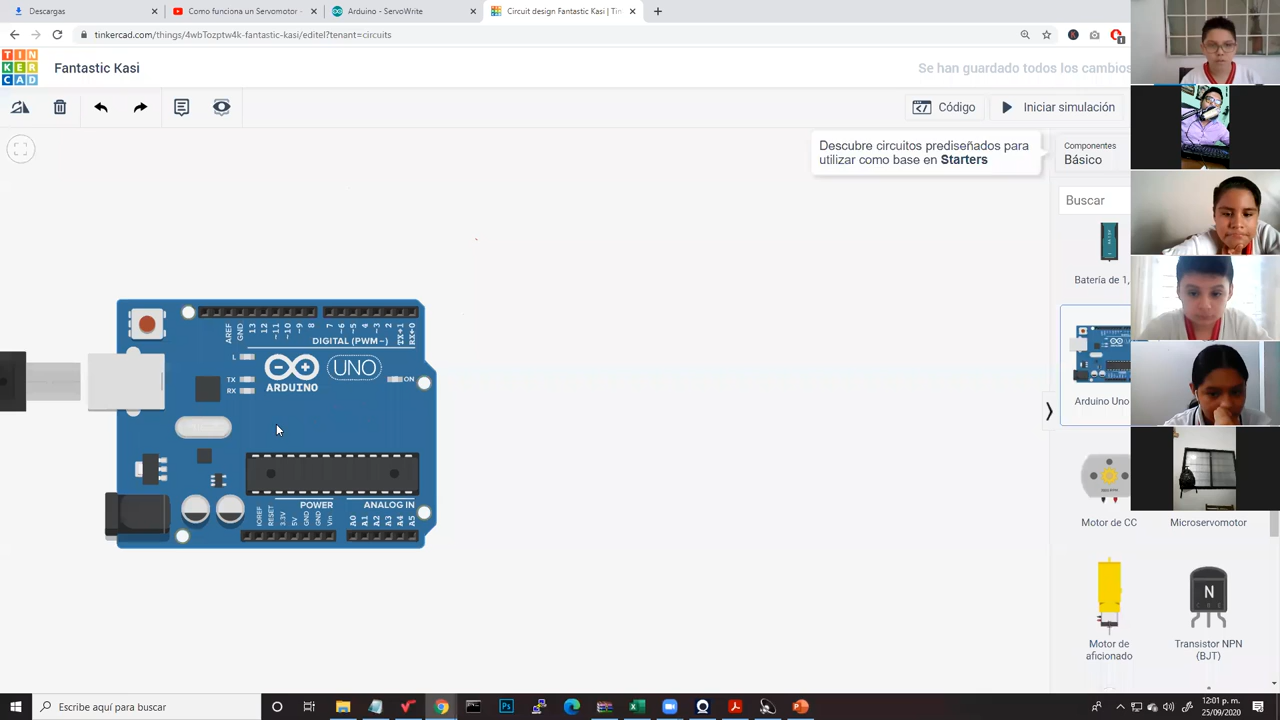 Descargas
Como funciona un Servomotor -
Arduino - ServoWrite
Circuit design Fantastic Kasi | Tin
tinkercad.com/things/4wbTozptw4k-fantastic-kasi/editel?tenant=circuits
TIN
KER
CAD
Fantastic Kasi
Se han guardado todos los cambios
Código
Iniciar simulación
Descubre circuitos prediseñados para
utilizar como base en Starters
Componentes
Básico
Buscar
Batería de 1,
AREF
GND
13
12
~11
~10
~9
8
7
~6
~5
4
~3
2
TX→1
RX←0
DIGITAL (PWM~)
L
TX
RX
ARDUINO
UNO
ON
POWER
ANALOG IN
IOREF
RESET
3.3V
5V
GND
GND
Vin
A0
A1
A2
A3
A4
A5
Arduino Uno
Motor de CC
Microservomotor
N
Motor de
aficionado
Transistor NPN
(BJT)
Escribe aquí para buscar
12:01 p. m.
25/09/2020